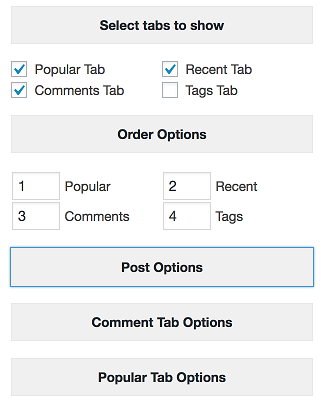 Select tabs to show
Popular Tab Recent Tab
Comments Tab Tags Tab
Order Options
1 Popular 2 Recent
3 Comments 4 Tags
Post Options
Comment Tab Options
Popular Tab Options